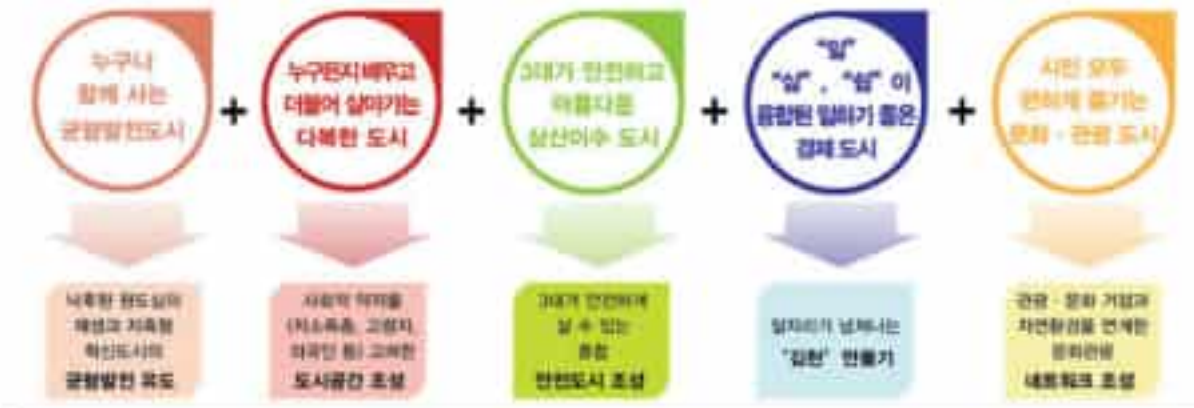 누구나
함께 사는
균형발전도시
+
누구든지 배우고
더불어 살아가는
다복한 도시
+
3대가 안전하고
아름다운
삼산이수 도시
+
"일"
"삶", "쉼" 이
융합된 일하기 좋은
경제 도시
+
시민 모두
편하게 즐기는
문화 · 관광 도시
낙후된 원도심의
재생과 자족형
혁신도시의
균형발전 유도
사회적 약자를
(저소득층, 고령자,
외국인 등) 고려한
도시공간 조성
3대가 안전하게
살 수 있는
종합
안전도시 조성
일자리가 넘쳐나는
"김천" 만들기
관광 · 문화 거점과
자연환경을 연계한
문화관광
네트워크 조성